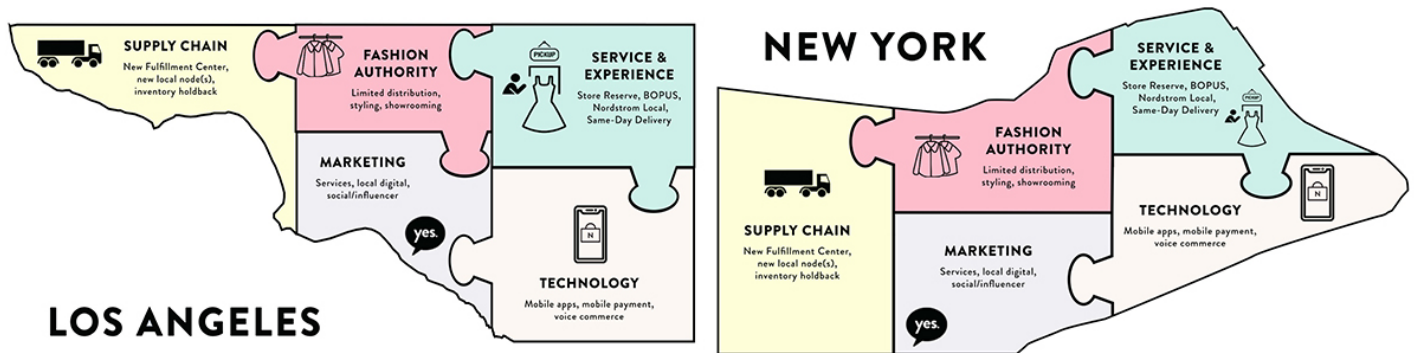 SUPPLY CHAIN
New Fulfillment Center,
new local node(s),
inventory holdback
FASHION
AUTHORITY
Limited distribution,
styling, showrooming
PICKUP
SERVICE &
EXPERIENCE
Store Reserve, BOPUS,
Nordstrom Local,
Same-Day Delivery
MARKETING
Services, local digital,
social/influencer
yes.
N
TECHNOLOGY
Mobile apps, mobile payment,
voice commerce
LOS ANGELES
NEW YORK
SUPPLY CHAIN
New Fulfillment Center,
new local node(s),
inventory holdback
FASHION
AUTHORITY
Limited distribution,
styling, showrooming
SERVICE &
EXPERIENCE
Store Reserve, BOPUS,
Nordstrom Local,
Same-Day Delivery
PICKUP
MARKETING
Services, local digital,
social/influencer
yes.
N
TECHNOLOGY
Mobile apps, mobile payment,
voice commerce